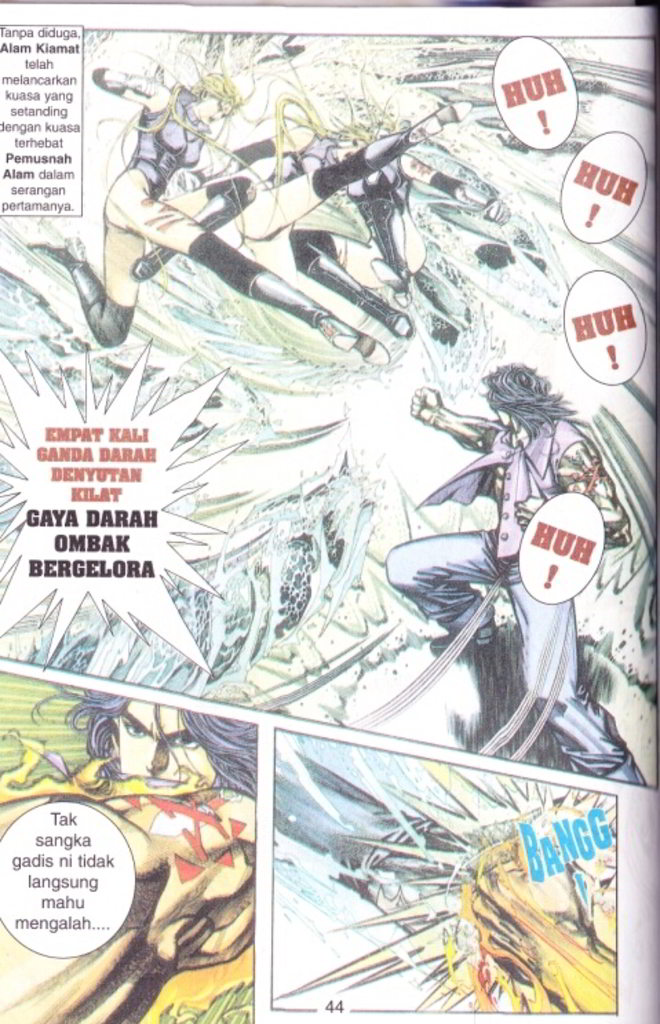 Tanpa diduga,
Alam Kiamat
telah
melancarkan
kuasa yang
setanding
dengan kuasa
terhebat
Pemusnah
Alam dalam
serangan
pertamanya.
HUH
!
HUH
!
HUH
!
EMPAT KALI
GANDA DARAH
DENYUTAN
KILAT
GAYA DARAH
OMBAK
BERGELORA
HUH
!
Tak
sangka
gadis ni tidak
langsung
mahu
mengalah....
BANGG
!
44